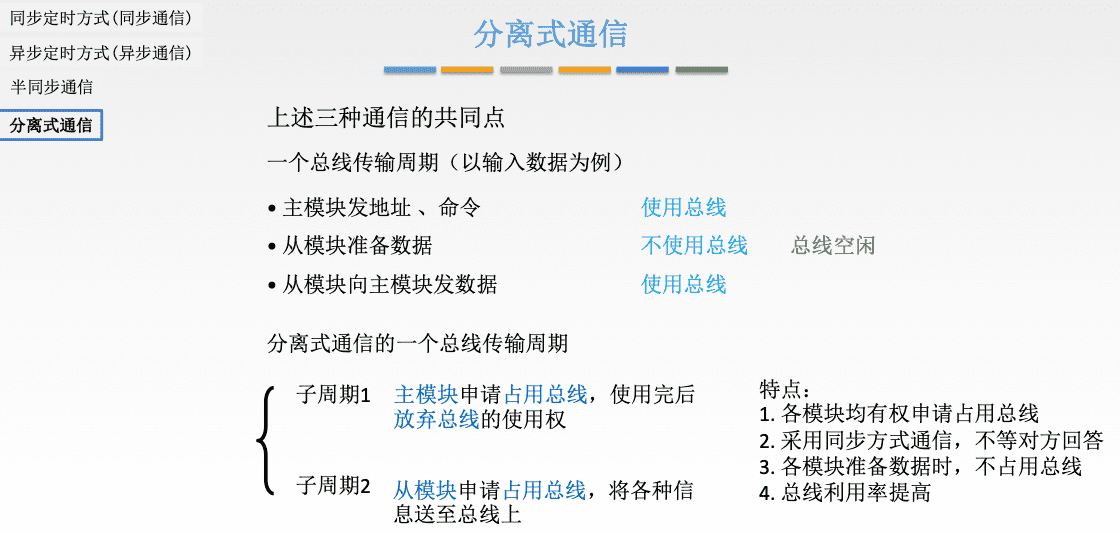 同步定时方式(同步通信)
异步定时方式(异步通信)
半同步通信
分离式通信
分离式通信
上述三种通信的共同点
一个总线传输周期（以输入数据为例）
• 主模块发地址 、命令 使用总线
• 从模块准备数据 不使用总线 总线空闲
• 从模块向主模块发数据 使用总线
分离式通信的一个总线传输周期
子周期1 主模块申请占用总线，使用完后
放弃总线的使用权
子周期2 从模块申请占用总线，将各种信
息送至总线上
特点：
1. 各模块均有权申请占用总线
2. 采用同步方式通信，不等对方回答
3. 各模块准备数据时，不占用总线
4. 总线利用率提高